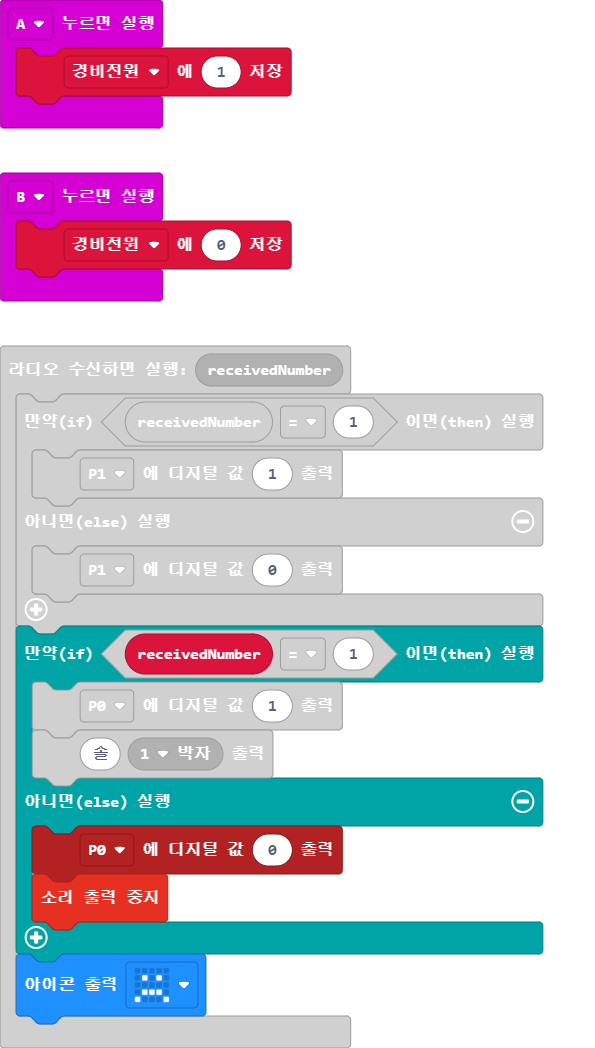 A 누르면 실행
경비전원 에 1 저장
B 누르면 실행
경비전원 에 0 저장
라디오 수신하면 실행: receivedNumber
만약(if) receivedNumber = 1 이면(then) 실행
P1 에 디지털 값 1 출력
아니면(else) 실행
P1 에 디지털 값 0 출력
만약(if) receivedNumber = 1 이면(then) 실행
P0 에 디지털 값 1 출력
솔 1 박자 출력
아니면(else) 실행
P0 에 디지털 값 0 출력
소리 출력 중지
아이콘 출력